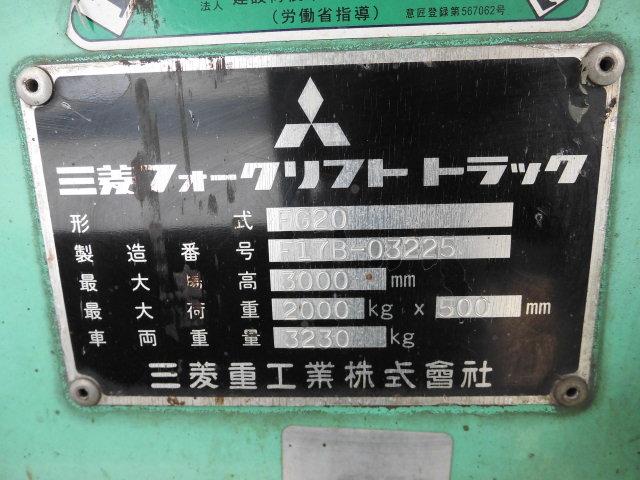 法人
（労働省指導）
意匠登録第567062号
三菱フォークリフト トラック
形式 FG20
製造番号 F17B-03225
最大揚高 3000 mm
最大荷重 2000 kg x 500 mm
車両重量 3230 kg
三菱重工業株式會社